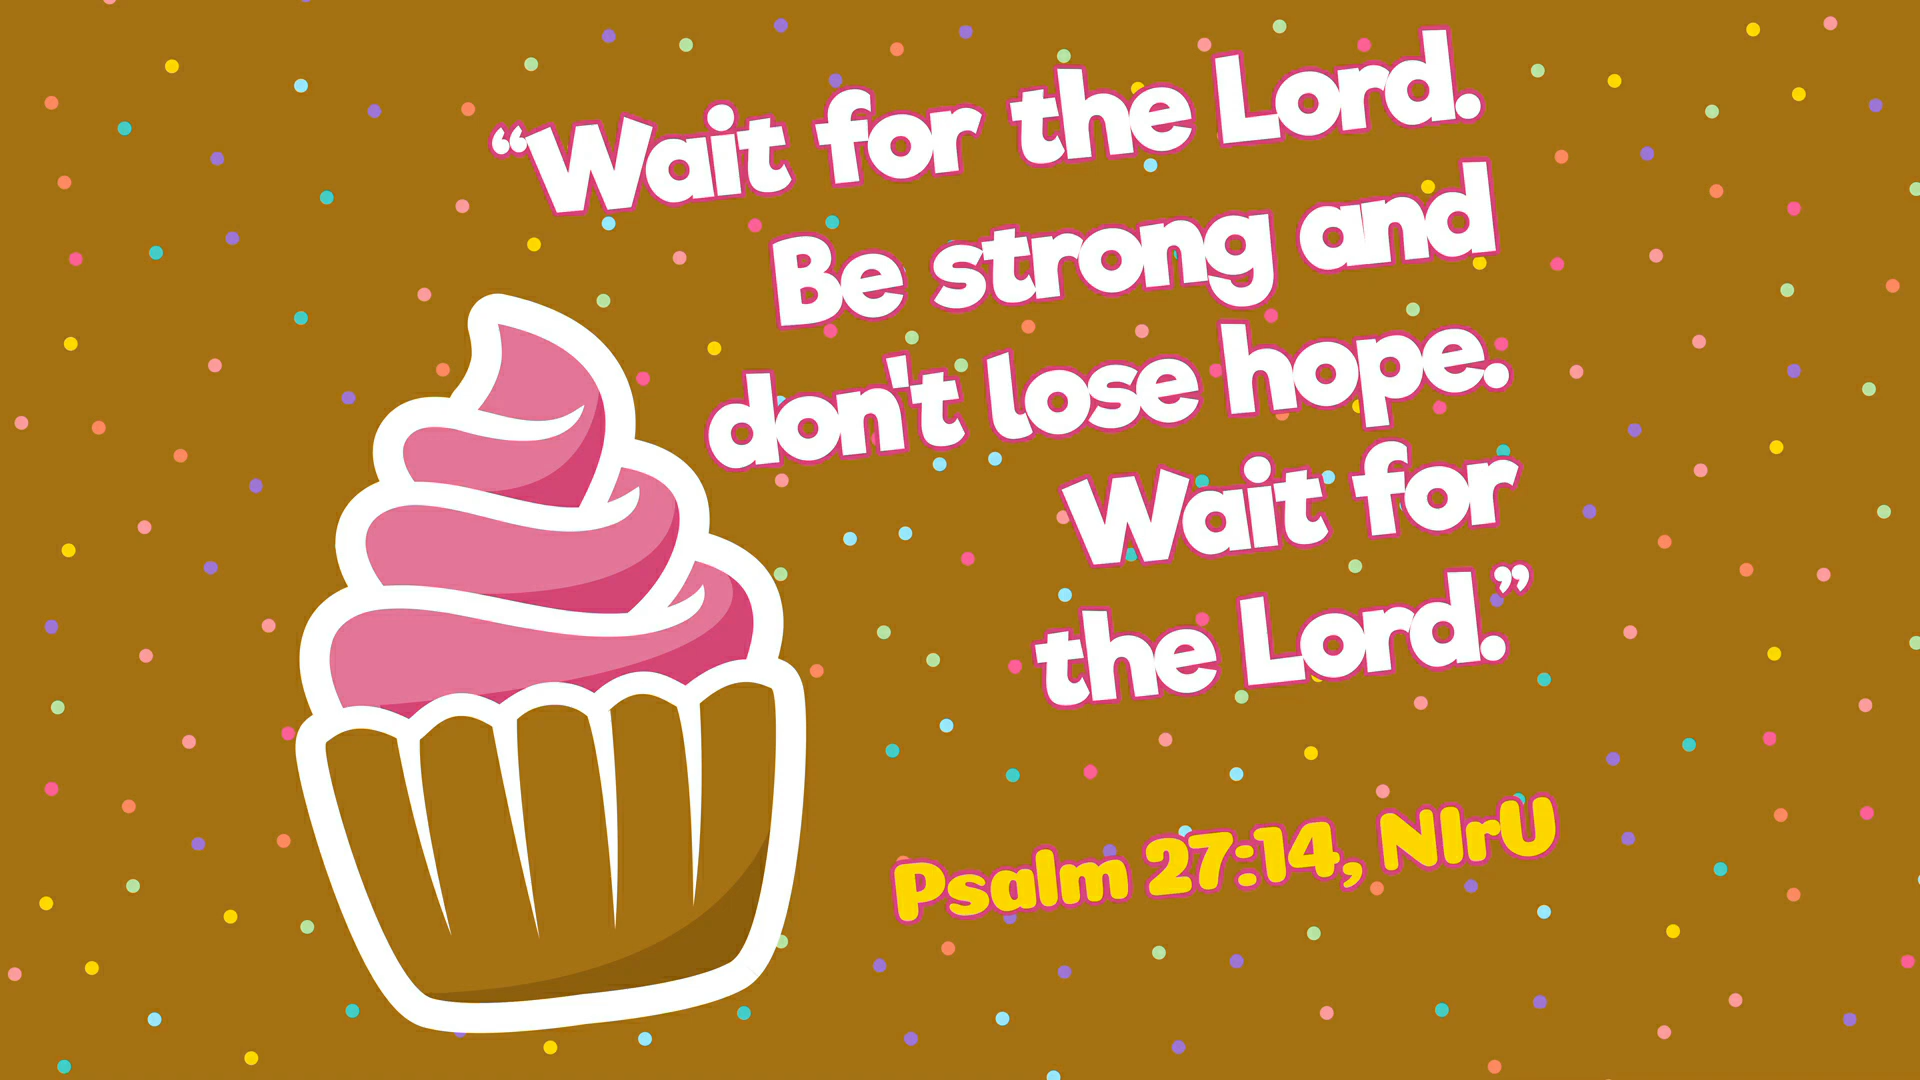 “Wait for the Lord.
Be strong and
don't lose hope.
Wait for
the Lord.”
Psalm 27:14, NIrU